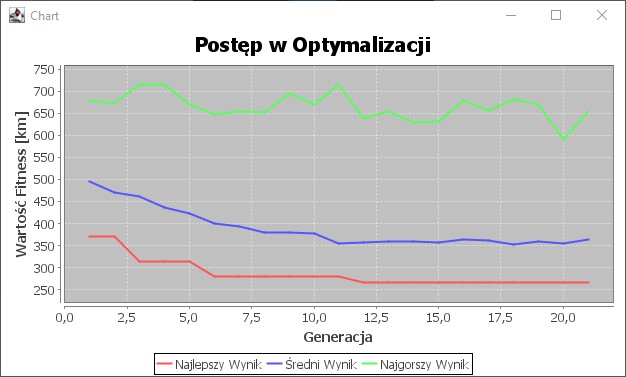 Chart
Postęp w Optymalizacji
Wartość Fitness [km]
750
700
650
600
550
500
450
400
350
300
250
0,0 2,5 5,0 7,5 10,0 12,5 15,0 17,5 20,0
Generacja
Najlepszy Wynik Średni Wynik Najgorszy Wynik